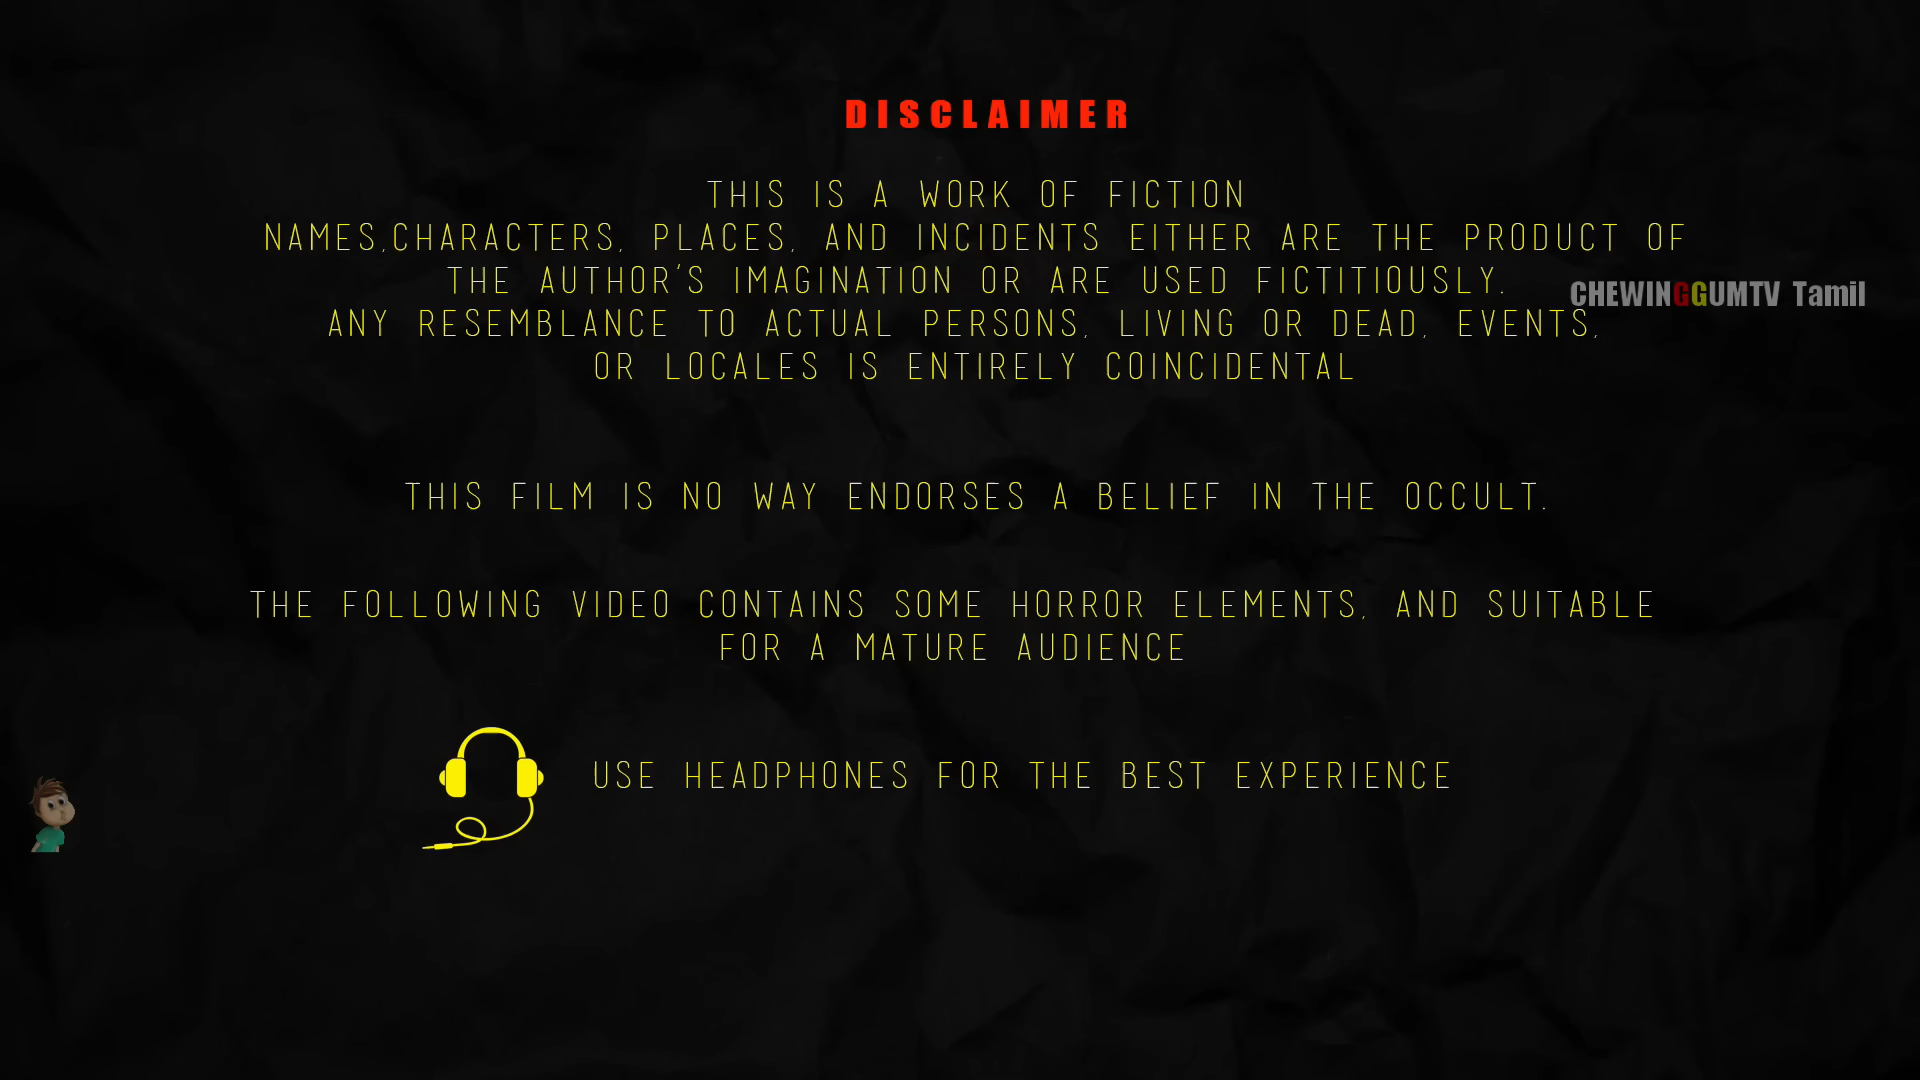 DISCLAIMER
THIS IS A WORK OF FICTION
NAMES,CHARACTERS, PLACES, AND INCIDENTS EITHER ARE THE PRODUCT OF
THE AUTHOR'S IMAGINATION OR ARE USED FICTITIOUSLY.
CHEWINGGUMTV Tamil
ANY RESEMBLANCE TO ACTUAL PERSONS, LIVING OR DEAD, EVENTS,
OR LOCALES IS ENTIRELY COINCIDENTAL
THIS FILM IS NO WAY ENDORSES A BELIEF IN THE OCCULT.
THE FOLLOWING VIDEO CONTAINS SOME HORROR ELEMENTS, AND SUITABLE
FOR A MATURE AUDIENCE
USE HEADPHONES FOR THE BEST EXPERIENCE